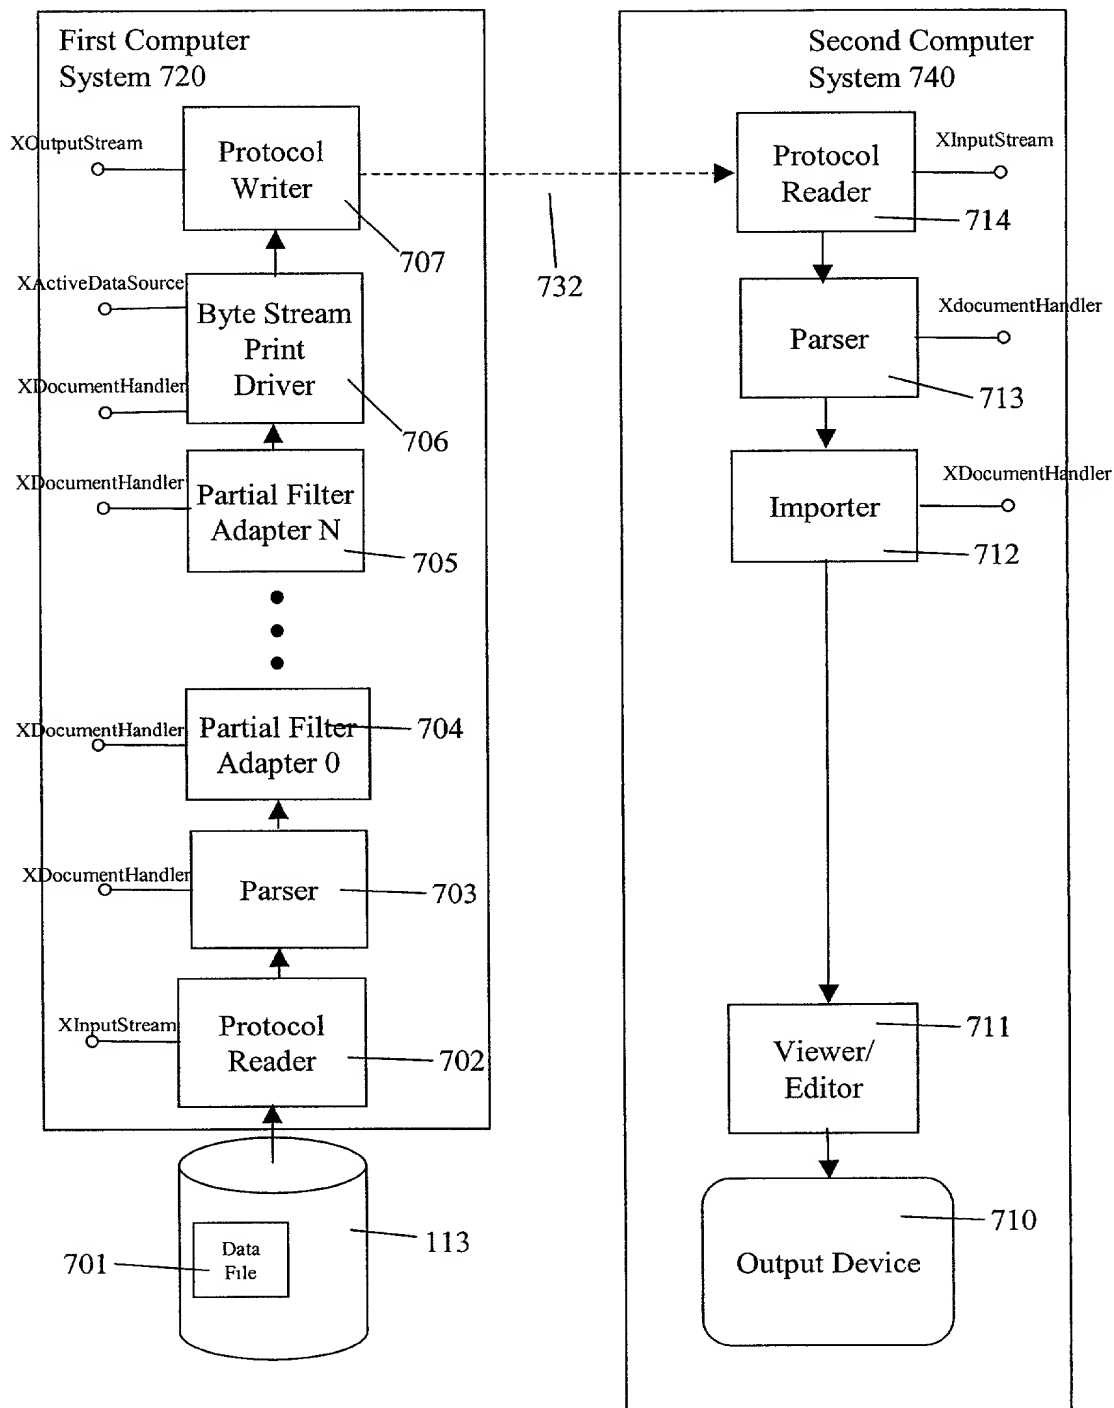 First Computer
System 720
XOutputStream
Protocol
Writer
707
XActiveDataSource
Byte Stream
Print
Driver
XDocumentHandler
706
XDocumentHandler
Partial Filter
Adapter N
705
XDocumentHandler
Partial Filter
Adapter 0
704
XDocumentHandler
Parser
703
XInputStream
Protocol
Reader
702
701
Data
File
113
732
Second Computer
System 740
Protocol
Reader
XInputStream
714
Parser
XdocumentHandler
713
Importer
XDocumentHandler
712
Viewer/
Editor
711
Output Device
710